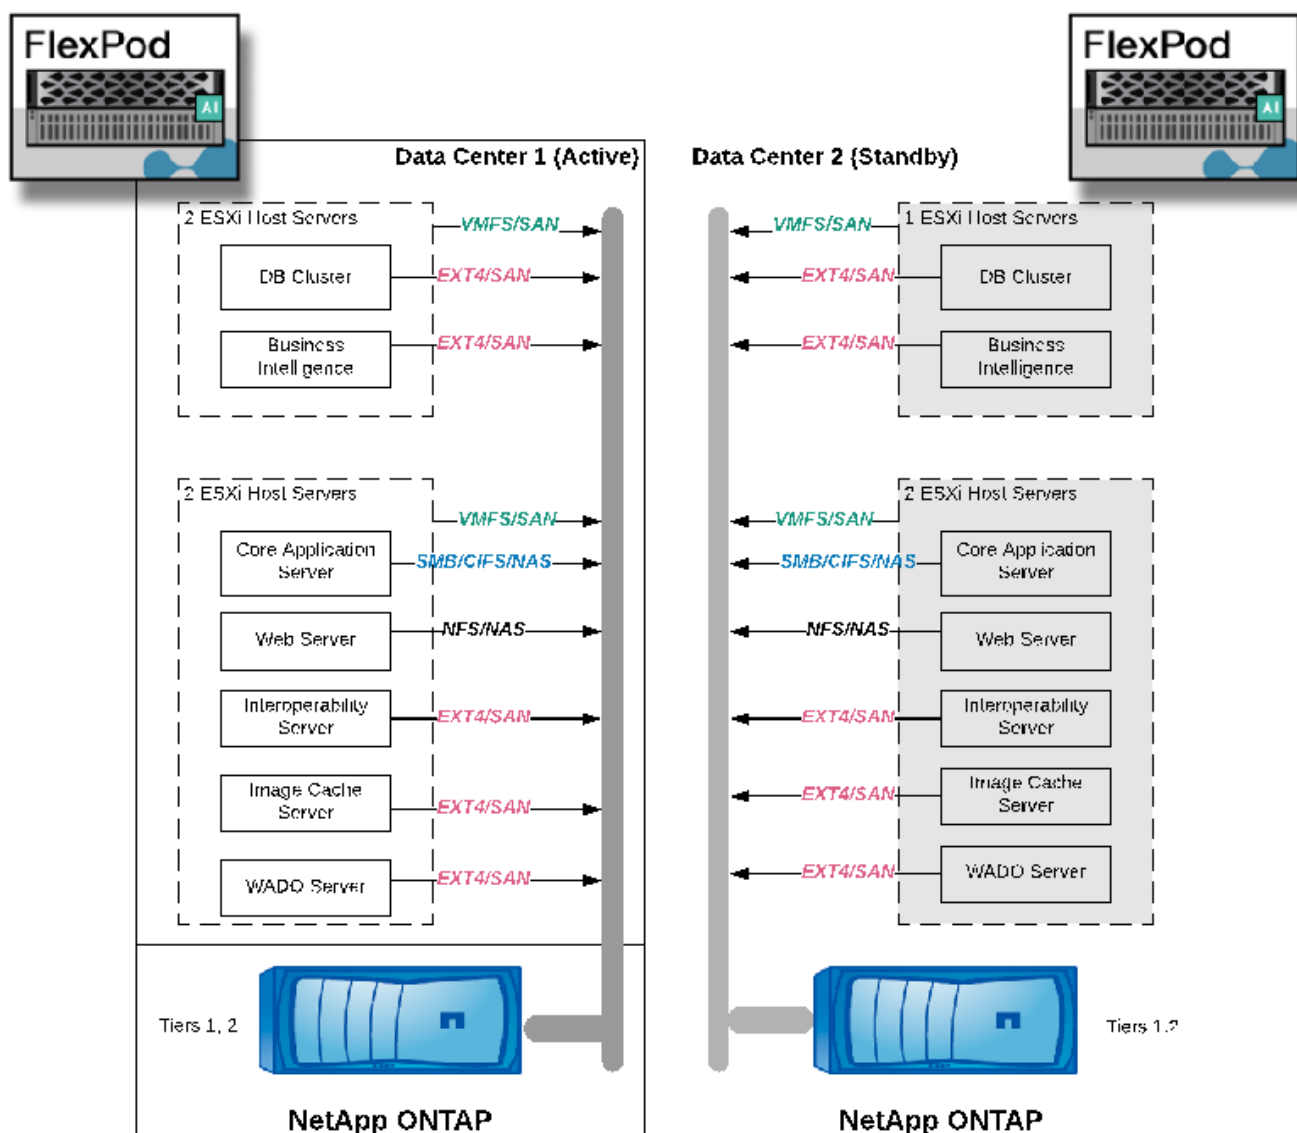 FlexPod
AI
FlexPod
AI
Data Center 1 (Active)
Data Center 2 (Standby)
2 ESXi Host Servers
VMFS/SAN
DB Cluster
EXT4/SAN
Business
Intelligence
EXT4/SAN
VMFS/SAN
1 ESXi Host Servers
EXT4/SAN
DB Cluster
EXT4/SAN
Business
Intelligence
2 ESXi Host Servers
VMFS/SAN
Core Application
Server
SMB/CIFS/NAS
Web Server
NFS/NAS
Interoperability
Server
EXT4/SAN
Image Cache
Server
EXT4/SAN
WADO Server
EXT4/SAN
2 ESXi Host Servers
VMFS/SAN
SMB/CIFS/NAS
Core Application
Server
NFS/NAS
Web Server
EXT4/SAN
Interoperability
Server
EXT4/SAN
Image Cache
Server
EXT4/SAN
WADO Server
Tiers 1, 2
NetApp ONTAP
Tiers 1,2
NetApp ONTAP